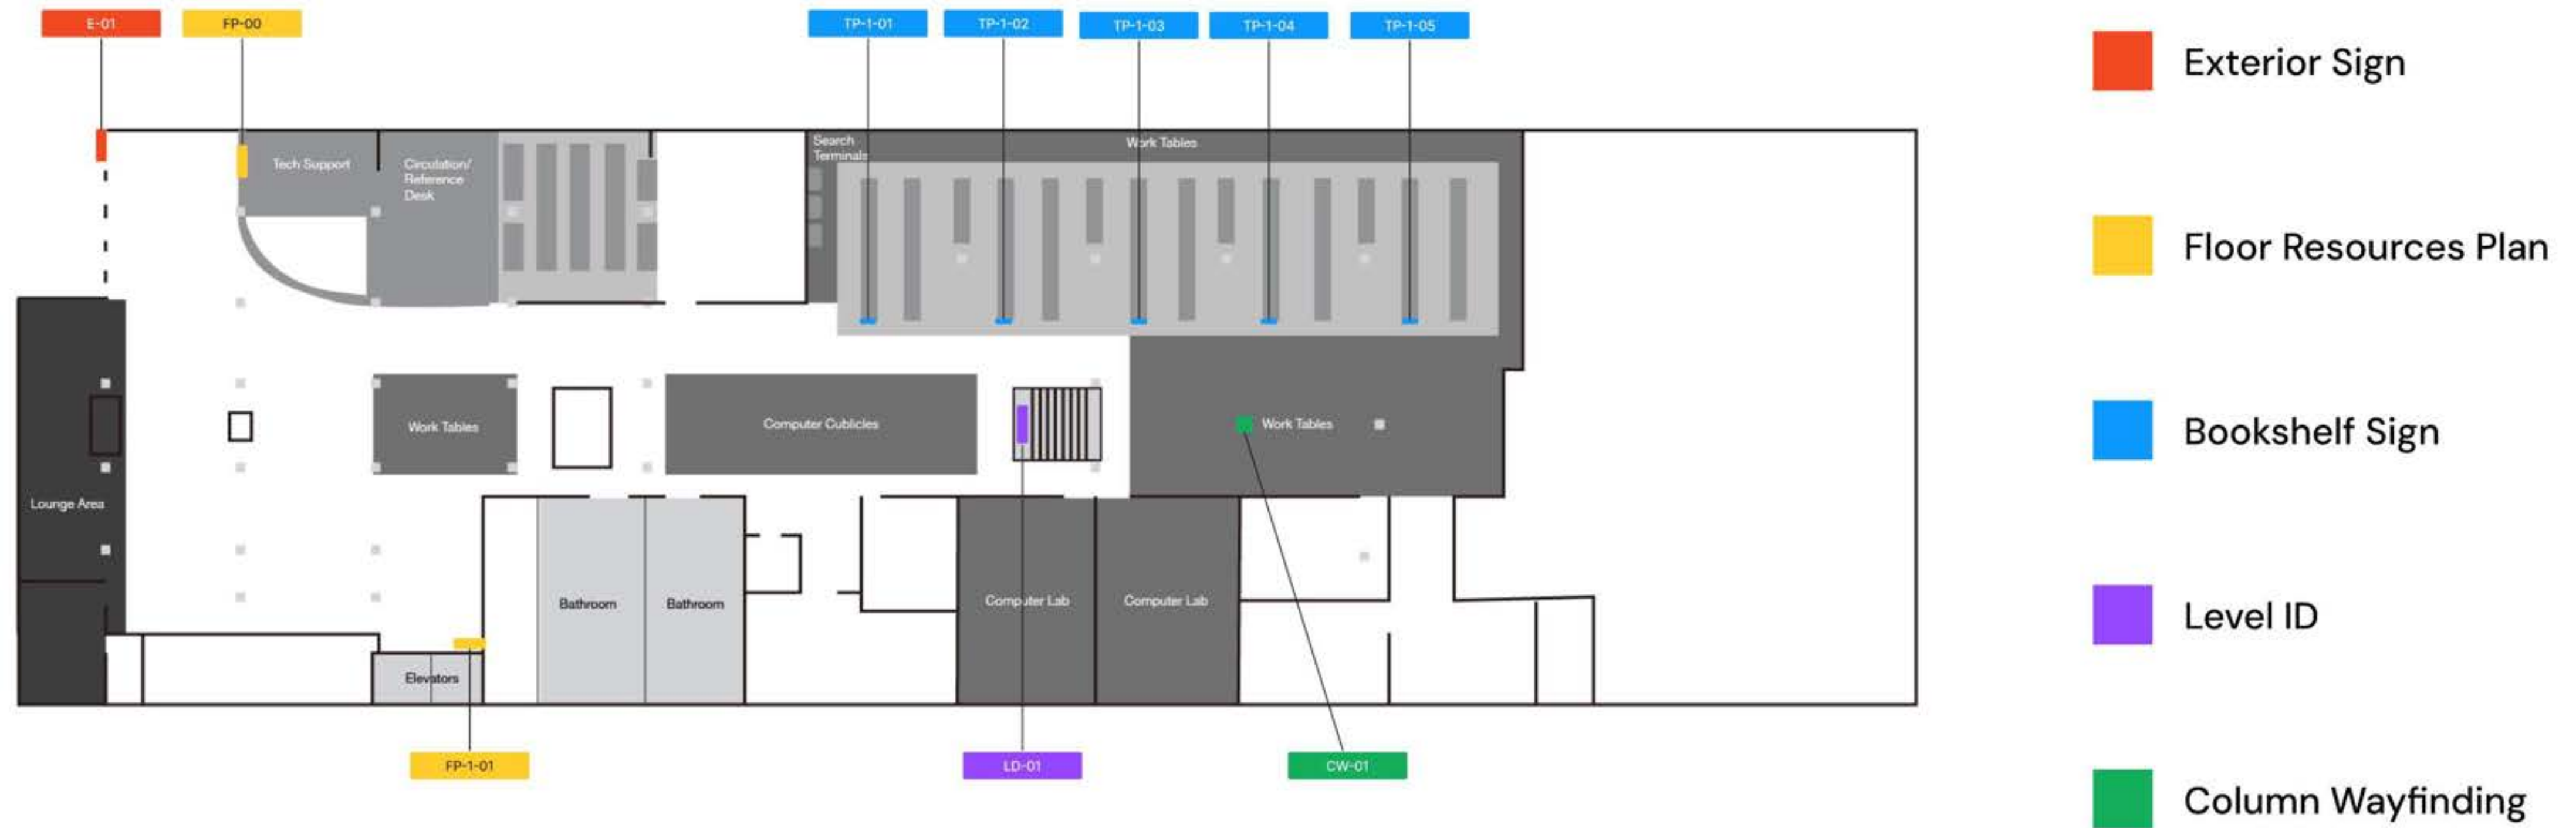 E-01
FP-00
TP-1-01
TP-1-02
TP-1-03
TP-1-04
TP-1-05
Exterior Sign
Floor Resources Plan
Bookshelf Sign
Level ID
Column Wayfinding
Tech Support
Circulation/
Reference
Desk
Search
Terminals
Work Tables
Work Tables
Computer Cublicles
Work Tables
Lounge Area
Bathroom
Bathroom
Computer Lab
Computer Lab
Elevators
FP-1-01
LD-01
CW-01